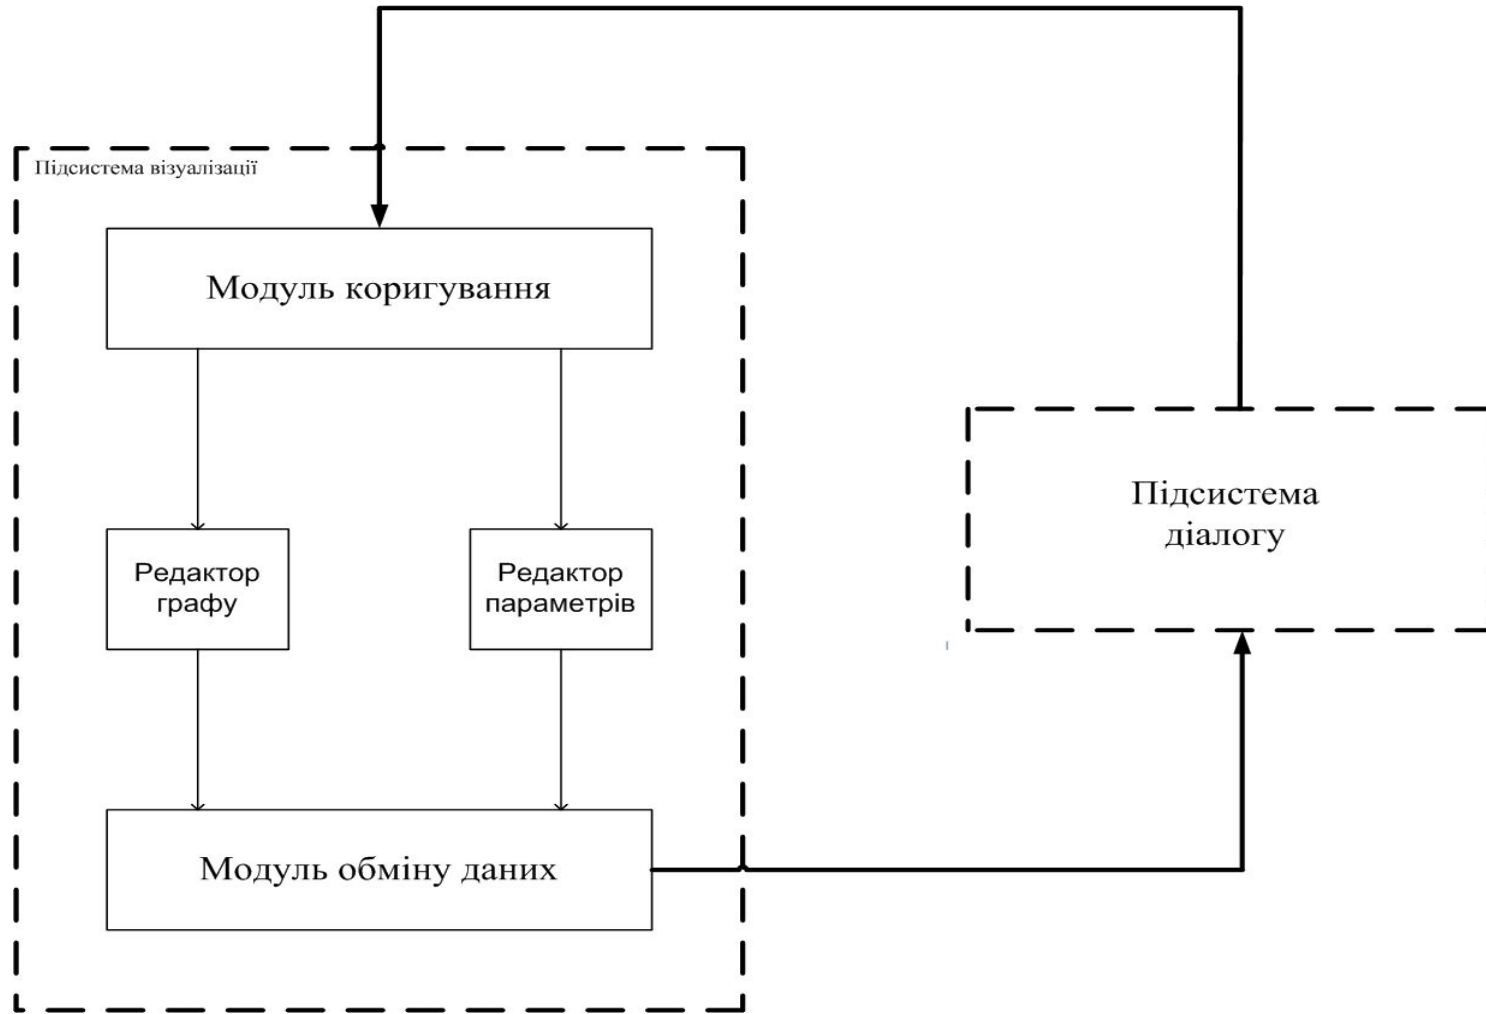 Підсистема візуалізації
Модуль коригування
Підсистема
діалогу
Редактор
графу
Редактор
параметрів
Модуль обміну даних